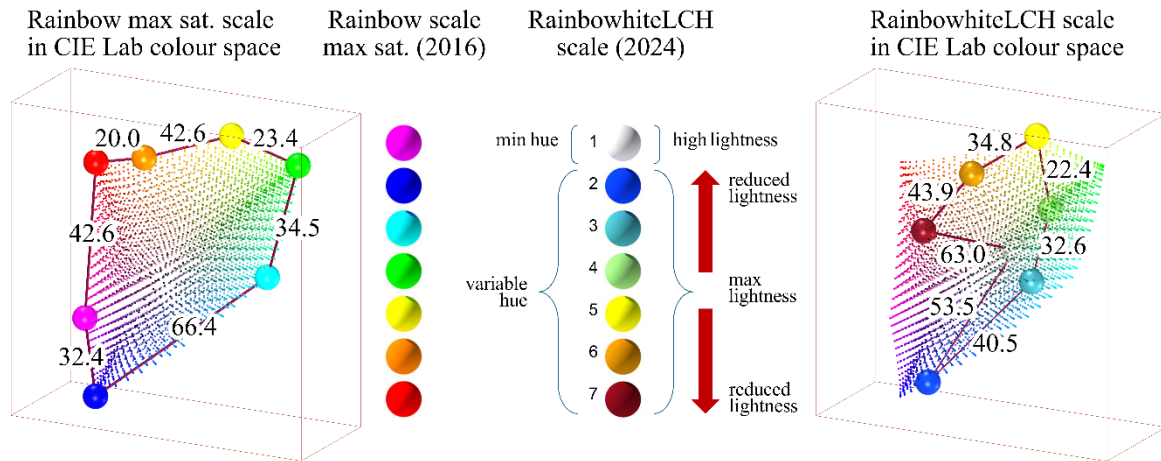 Rainbow max sat. scale
in CIE Lab colour space
Rainbow scale
max sat. (2016)
RainbowhiteLCH
scale (2024)
RainbowhiteLCH scale
in CIE Lab colour space
20.0
42.6
23.4
34.5
42.6
66.4
32.4
min hue
1
high lightness
2
reduced
lightness
3
4
variable
hue
max
lightness
5
6
7
reduced
lightness
34.8
22.4
43.9
63.0
32.6
53.5
40.5